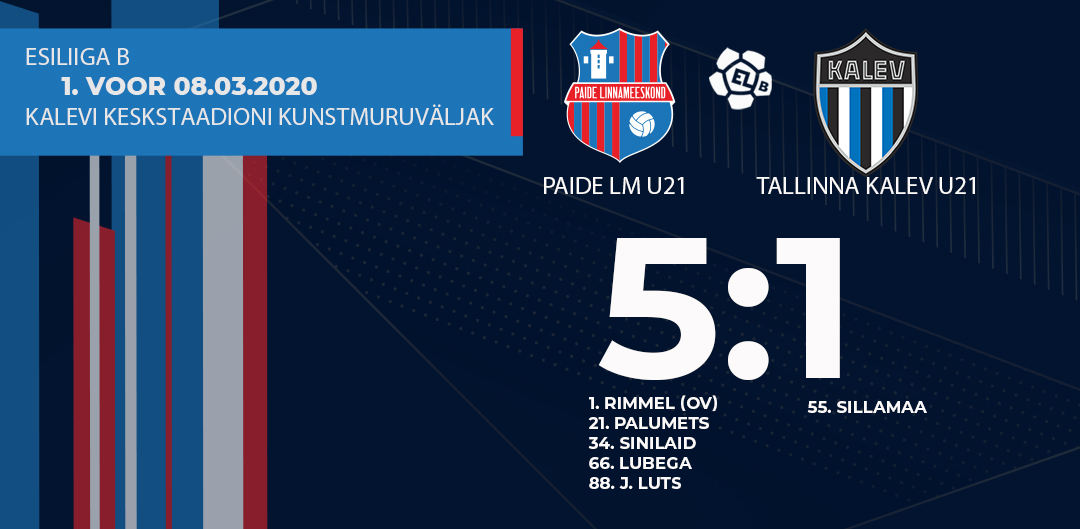 ESILIIGA B
1. VOOR 08.03.2020
KALEVI KESKSTAADIONI KUNSTMURUVÄLJAK
PAIDE LINNAMEESKOND
EL B
KALEV
PAIDE LM U21
TALLINNA KALEV U21
5:1
1. RIMMEL (OV)
21. PALUMETS
34. SINILAID
66. LUBEGA
88. J. LUTS
55. SILLAMAA